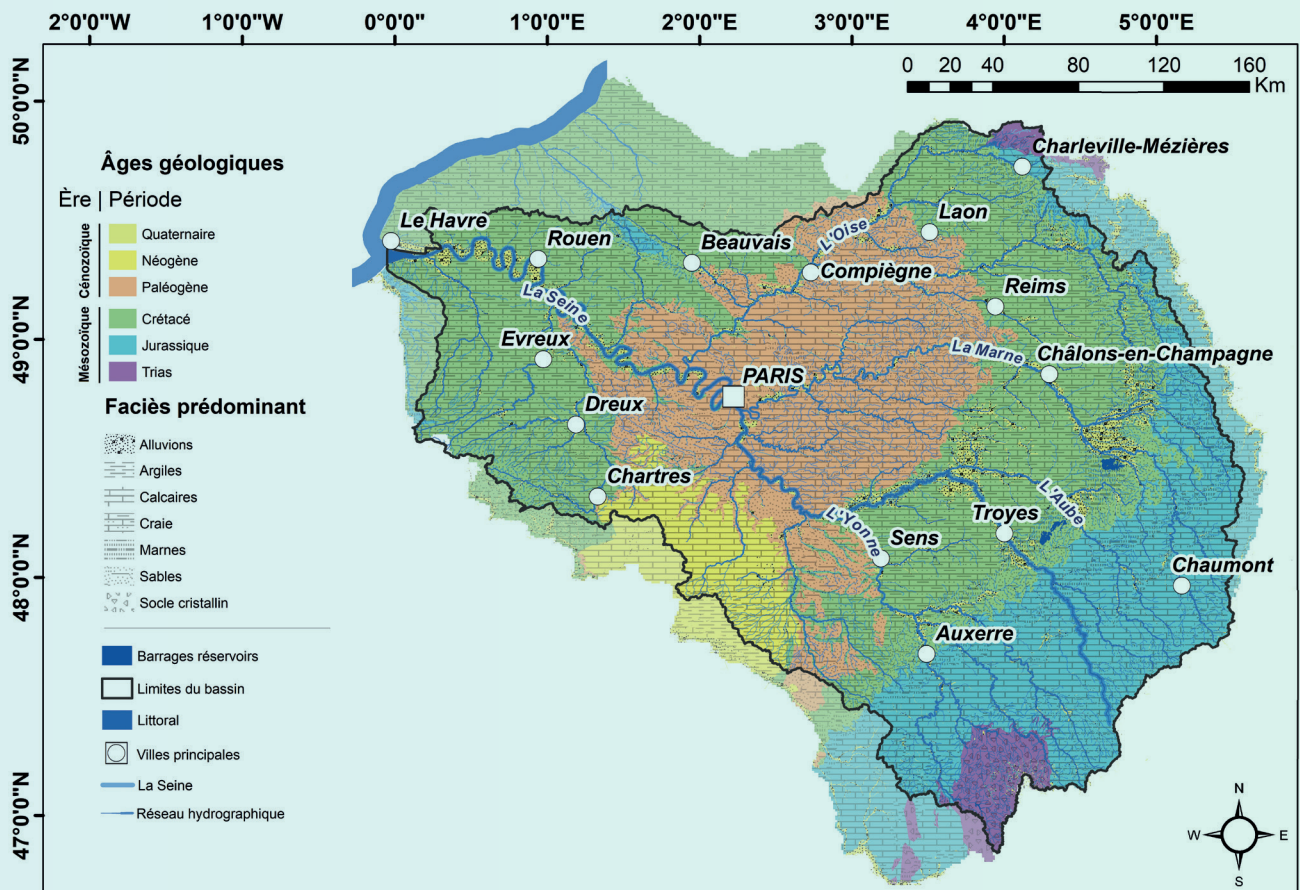 2°0'0"W 1°0'0"W 0°0'0" 1°0'0"E 2°0'0"E 3°0'0"E 4°0'0"E 5°0'0"E
50°0'0"N
49°0'0"N
48°0'0"N
47°0'0"N
0 20 40 80 120 160
Km
Âges géologiques
Ère | Période
Cénozoïque
Quaternaire
Néogène
Paléogène
Mésozoïque
Crétacé
Jurassique
Trias
Faciès prédominant
Alluvions
Argiles
Calcaires
Craie
Marnes
Sables
Socle cristallin
Barrages réservoirs
Limites du bassin
Littoral
Villes principales
La Seine
Réseau hydrographique
Charleville-Mézières
Le Havre
Rouen
Beauvais
L'Oise
Laon
Compiègne
Reims
La Seine
Evreux
La Marne
Châlons-en-Champagne
PARIS
Dreux
Chartres
L'Yonne
Sens
Troyes
L'Aube
Chaumont
Auxerre
N
W E
S